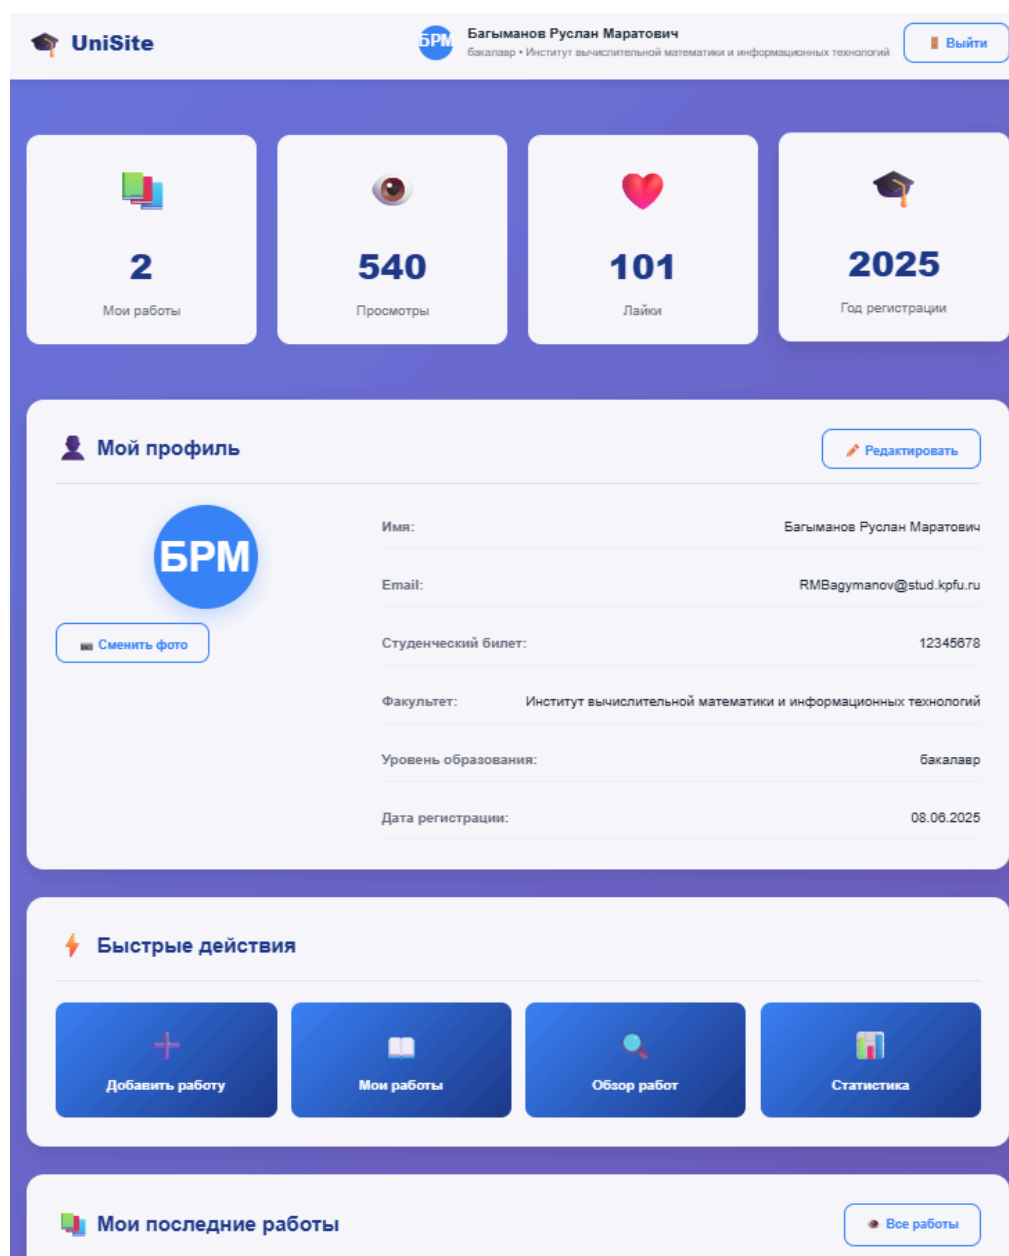 UniSite
БРМ
Багыманов Руслан Маратович
бакалавр • Институт вычислительной математики и информационных технологий
Выйти
2
Мои работы
540
Просмотры
101
Лайки
2025
Год регистрации
Мой профиль
Редактировать
БРМ
Сменить фото
Имя: Багыманов Руслан Маратович
Email: RMBagymanov@stud.kpfu.ru
Студенческий билет: 12345678
Факультет: Институт вычислительной математики и информационных технологий
Уровень образования: бакалавр
Дата регистрации: 08.06.2025
Быстрые действия
Добавить работу
Мои работы
Обзор работ
Статистика
Мои последние работы
Все работы